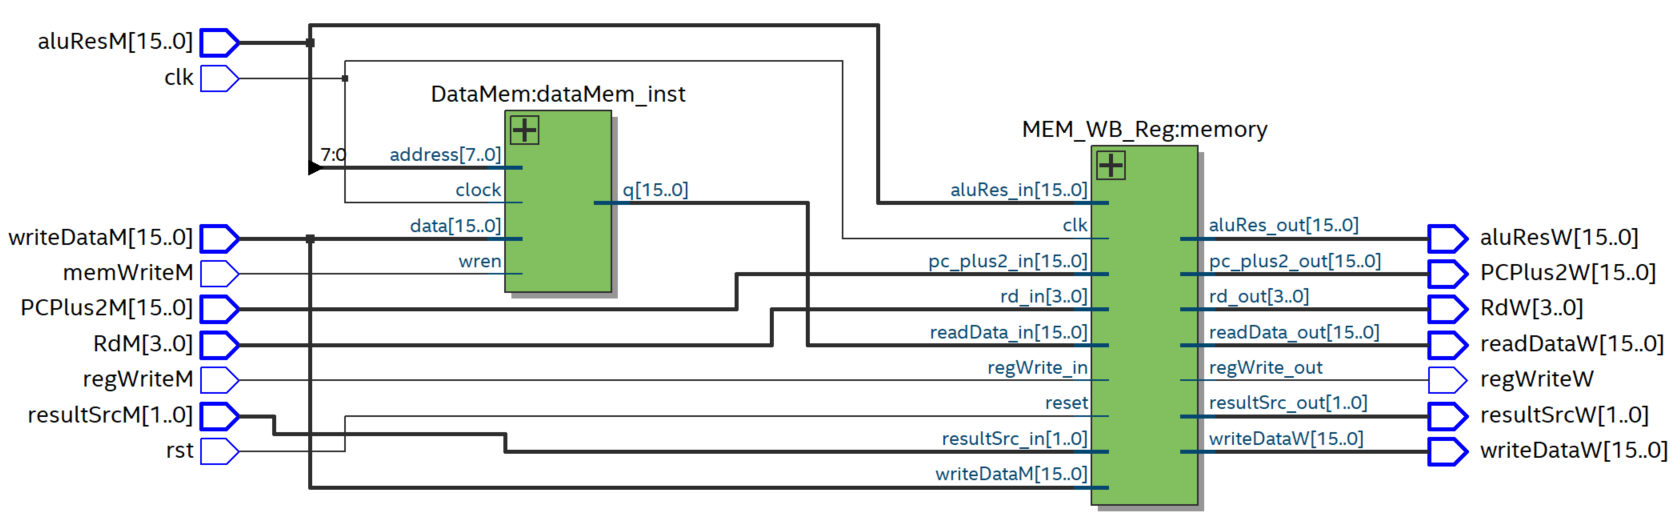 aluResM[15..0]
clk
writeDataM[15..0]
memWriteM
PCPlus2M[15..0]
RdM[3..0]
regWriteM
resultSrcM[1..0]
rst
7:0
DataMem:dataMem_inst
address[7..0]
clock
data[15..0]
wren
q[15..0]
MEM_WB_Reg:memory
aluRes_in[15..0]
clk
pc_plus2_in[15..0]
rd_in[3..0]
readData_in[15..0]
regWrite_in
reset
resultSrc_in[1..0]
writeDataM[15..0]
aluRes_out[15..0]
pc_plus2_out[15..0]
rd_out[3..0]
readData_out[15..0]
regWrite_out
resultSrc_out[1..0]
writeDataW[15..0]
aluResW[15..0]
PCPlus2W[15..0]
RdW[3..0]
readDataW[15..0]
regWriteW
resultSrcW[1..0]
writeDataW[15..0]